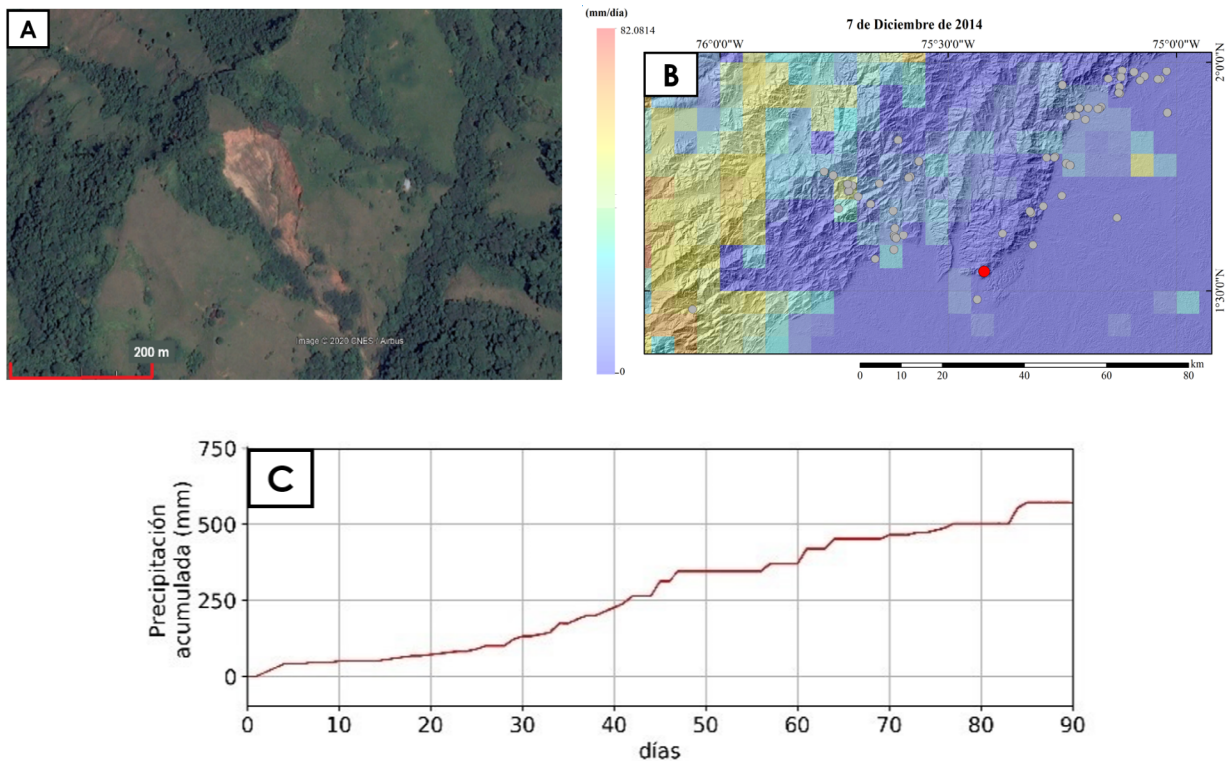 A
200 m
Image © 2020 CNES / Airbus
(mm/día)
82.0814
0
7 de Diciembre de 2014
76°0'0"W
75°30'0"W
75°0'0"W
B
2°0'0"N
1°30'0"N
km
0
10
20
40
60
80
C
Precipitación
acumulada (mm)
750
500
250
0
0
10
20
30
40
50
60
70
80
90
días